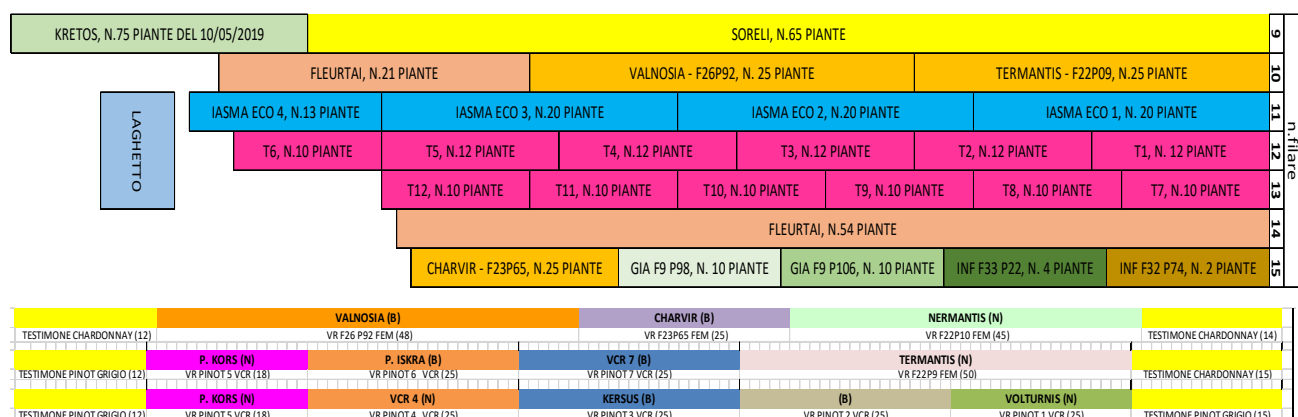 KRETOS, N.75 PIANTE DEL 10/05/2019 SORELI, N.65 PIANTE 9
FLEURTAI, N.21 PIANTE VALNOSIA - F26P92, N. 25 PIANTE TERMANTIS - F22P09, N.25 PIANTE 10
LAGHETTO IASMA ECO 4, N.13 PIANTE IASMA ECO 3, N.20 PIANTE IASMA ECO 2, N.20 PIANTE IASMA ECO 1, N. 20 PIANTE 11
T6, N.10 PIANTE T5, N.12 PIANTE T4, N.12 PIANTE T3, N.12 PIANTE T2, N.12 PIANTE T1, N. 12 PIANTE 12
n.filare
T12, N.10 PIANTE T11, N.10 PIANTE T10, N.10 PIANTE T9, N.10 PIANTE T8, N.10 PIANTE T7, N.10 PIANTE 13
FLEURTAI, N.54 PIANTE 14
CHARVIR - F23P65, N.25 PIANTE GIA F9 P98, N. 10 PIANTE GIA F9 P106, N. 10 PIANTE INF F33 P22, N. 4 PIANTE INF F32 P74, N. 2 PIANTE 15
VALNOSIA (B) CHARVIR (B) NERMANTIS (N)
TESTIMONE CHARDONNAY (12) VR F26 P92 FEM (48) VR F23P65 FEM (25) VR F22P10 FEM (45) TESTIMONE CHARDONNAY (14)
P. KORS (N) P. ISKRA (B) VCR 7 (B) TERMANTIS (N)
TESTIMONE PINOT GRIGIO (12) VR PINOT 5 VCR (18) VR PINOT 6 VCR (25) VR PINOT 7 VCR (25) VR F22P9 FEM (50) TESTIMONE CHARDONNAY (15)
P. KORS (N) VCR 4 (N) KERSUS (B) (B) VOLTURNIS (N)
TESTIMONE PINOT GRIGIO (12) VR PINOT 5 VCR (18) VR PINOT 4 VCR (25) VR PINOT 3 VCR (25) VR PINOT 2 VCR (25) VR PINOT 1 VCR (25) TESTIMONE PINOT GRIGIO (15)